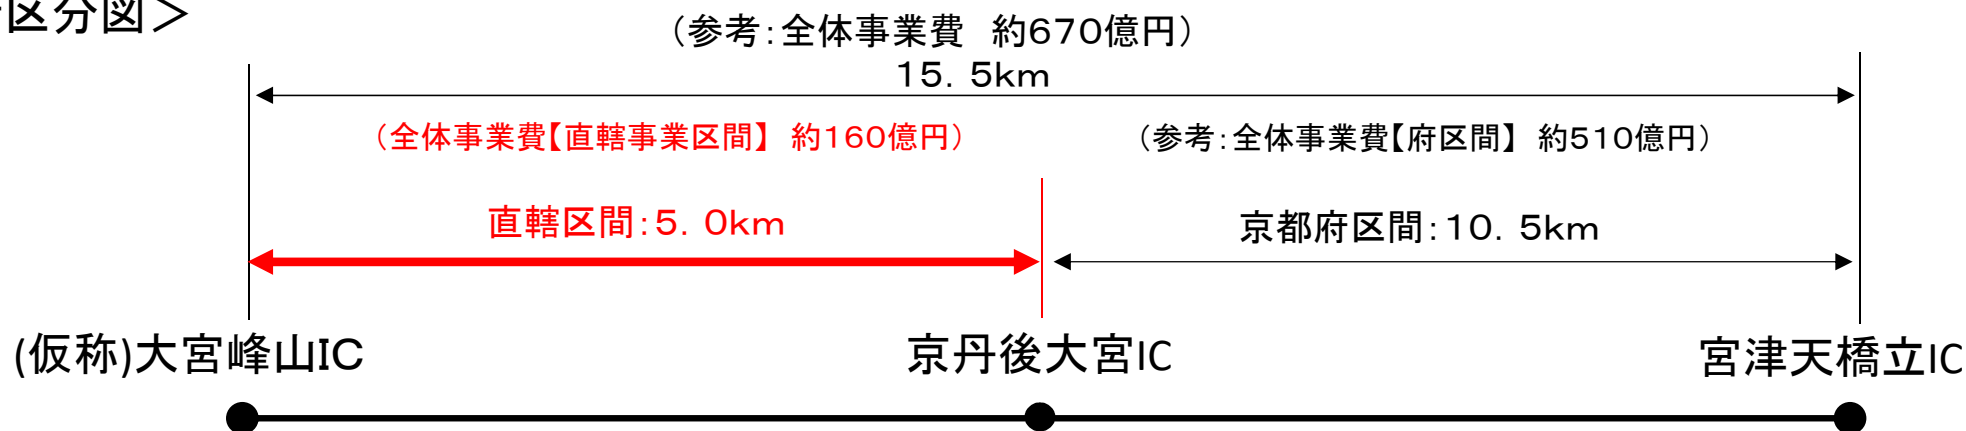 区分図＞
（参考：全体事業費　約６７０億円）
１５．５ｋｍ
（全体事業費【直轄事業区間】 約１６０億円）
（参考：全体事業費【府区間】 約５１０億円）
直轄区間：５．０ｋｍ
京都府区間：１０．５ｋｍ
(仮称)大宮峰山IC
京丹後大宮IC
宮津天橋立IC